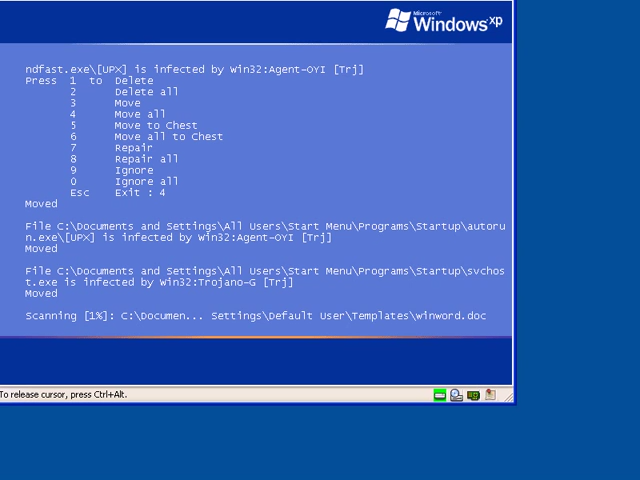 Microsoft
Windows xp
ndfast.exe\[UPX] is infected by Win32:Agent-OYI [Trj]
Press 1 to Delete
2 Delete all
3 Move
4 Move all
5 Move to Chest
6 Move all to Chest
7 Repair
8 Repair all
9 Ignore
0 Ignore all
Esc Exit : 4
Moved
File C:\Documents and Settings\All Users\Start Menu\Programs\Startup\autoru
n.exe\[UPX] is infected by Win32:Agent-OYI [Trj]
Moved
File C:\Documents and Settings\All Users\Start Menu\Programs\Startup\svchos
t.exe is infected by Win32:Trojano-G [Trj]
Moved
Scanning [1%]: C:\Documen... Settings\Default User\Templates\winword.doc
To release cursor, press Ctrl+Alt.